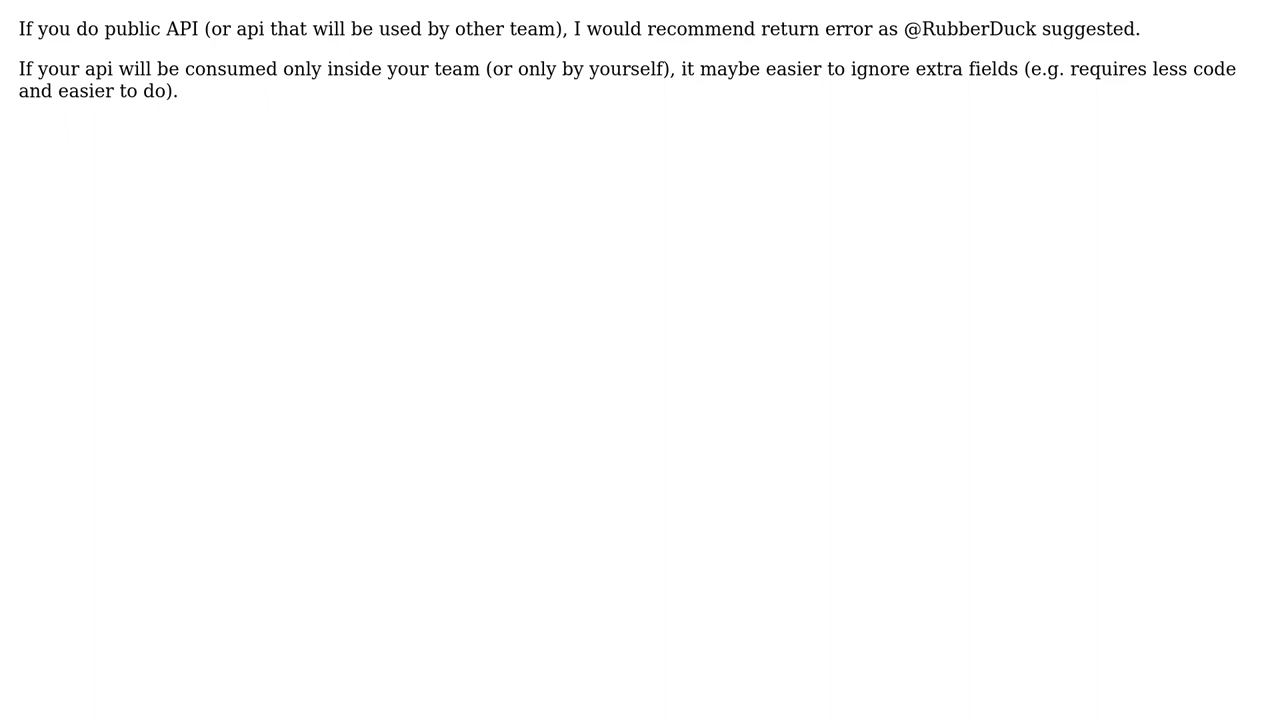 If you do public API (or api that will be used by other team), I would recommend return error as @RubberDuck suggested.
If your api will be consumed only inside your team (or only by yourself), it maybe easier to ignore extra fields (e.g. requires less code
and easier to do).